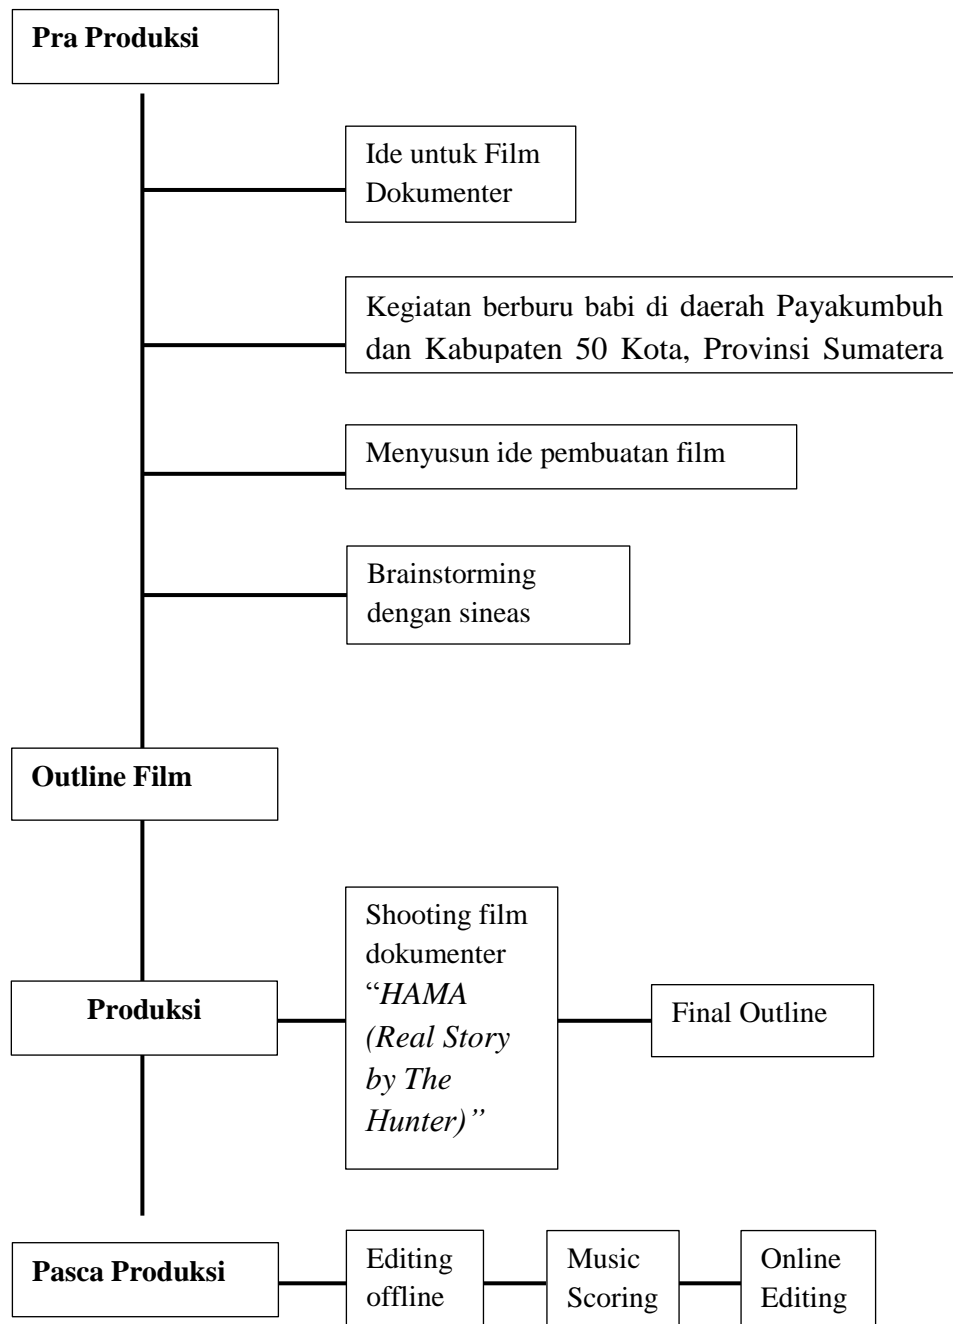 Pra Produksi
Ide untuk Film
Dokumenter
Kegiatan berburu babi di daerah Payakumbuh
dan Kabupaten 50 Kota, Provinsi Sumatera
Menyusun ide pembuatan film
Brainstorming
dengan sineas
Outline Film
Produksi
Shooting film
dokumenter
“HAMA
(Real Story
by The
Hunter)”
Final Outline
Pasca Produksi
Editing
offline
Music
Scoring
Online
Editing